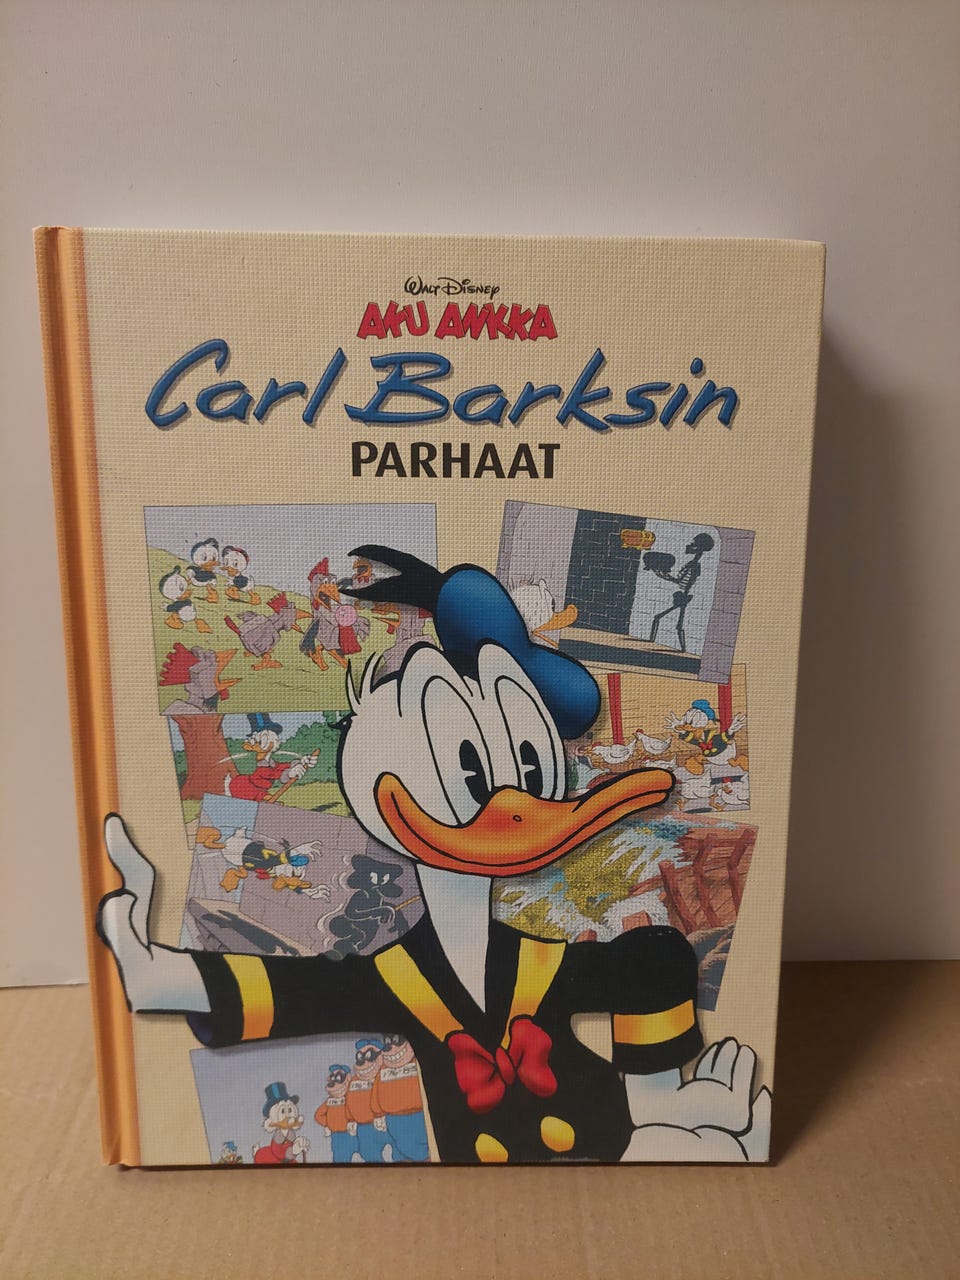 Walt Disney
AKU ANKKA
Carl Barksin
PARHAAT